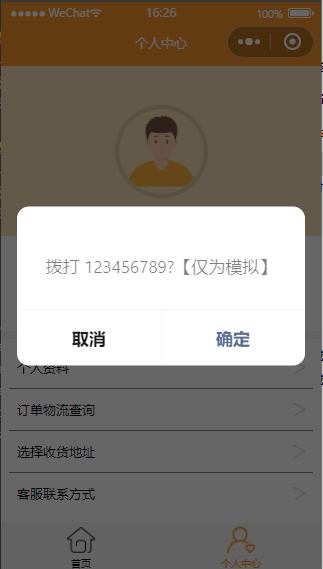 WeChat 16:26 100%
个人中心
拨打 123456789?【仅为模拟】
取消 确定
个人资料
订单物流查询
选择收货地址
客服联系方式
首页 个人中心